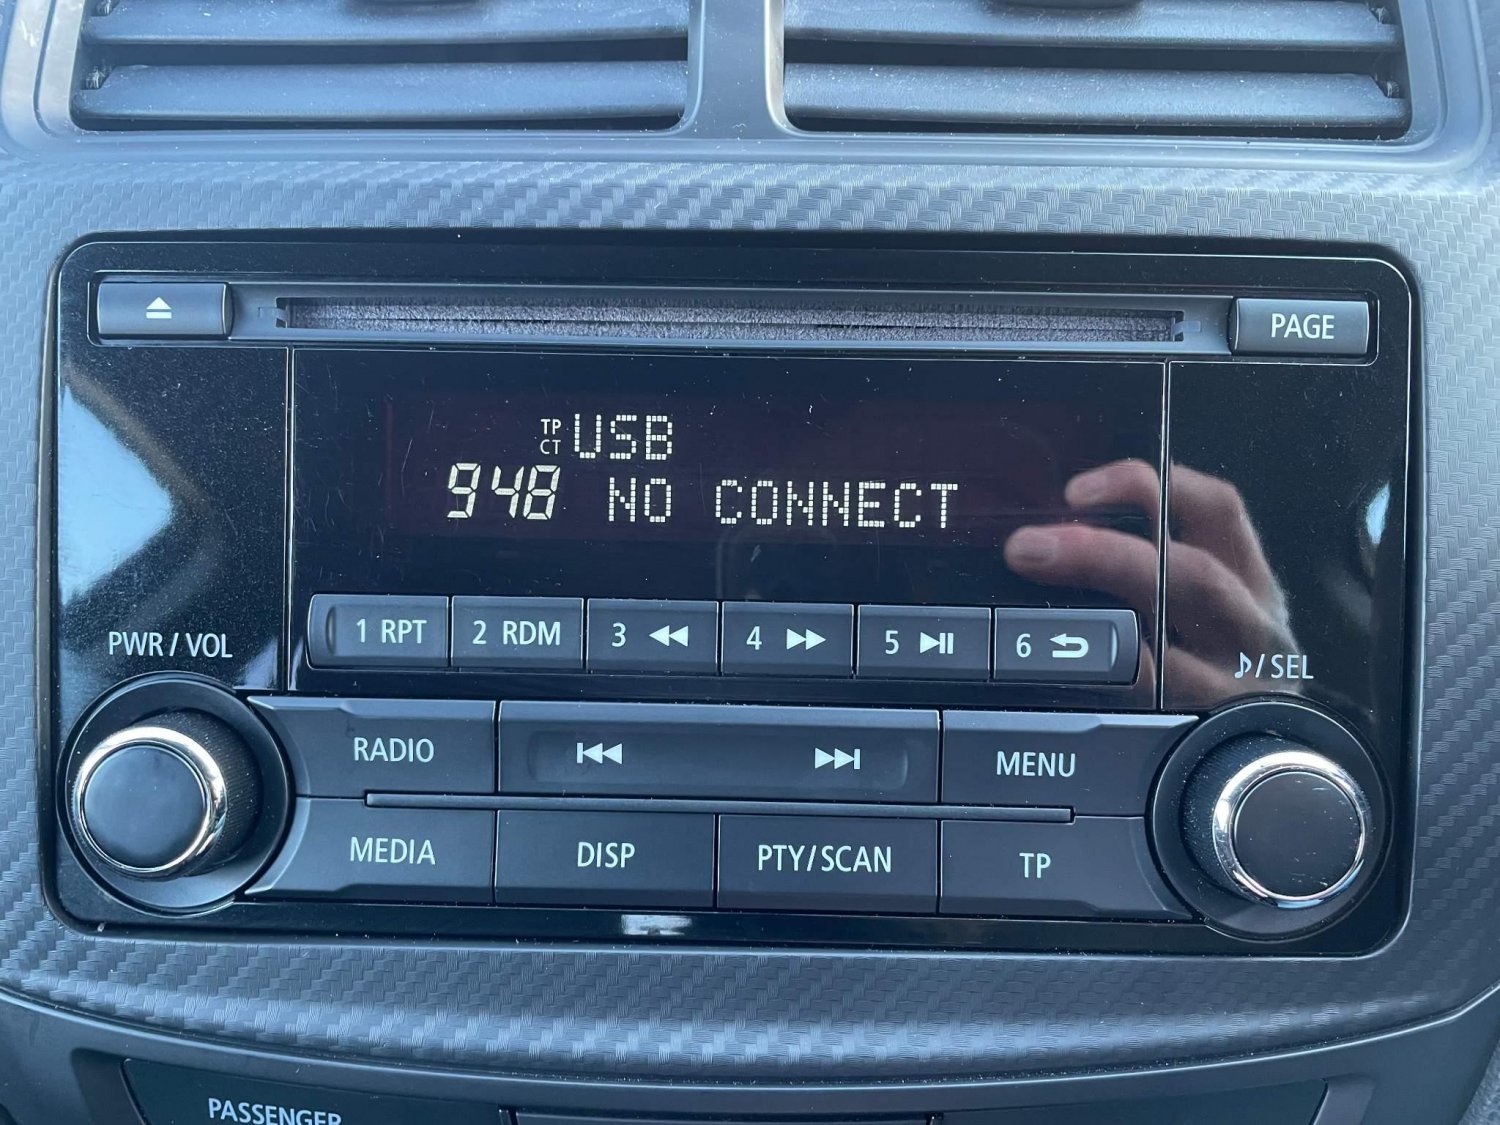 PAGE
TP
CT USB
948 NO CONNECT
1 RPT 2 RDM 3 4 5 6
PWR / VOL
/ SEL
RADIO
MENU
MEDIA DISP PTY/SCAN TP
PASSENGER